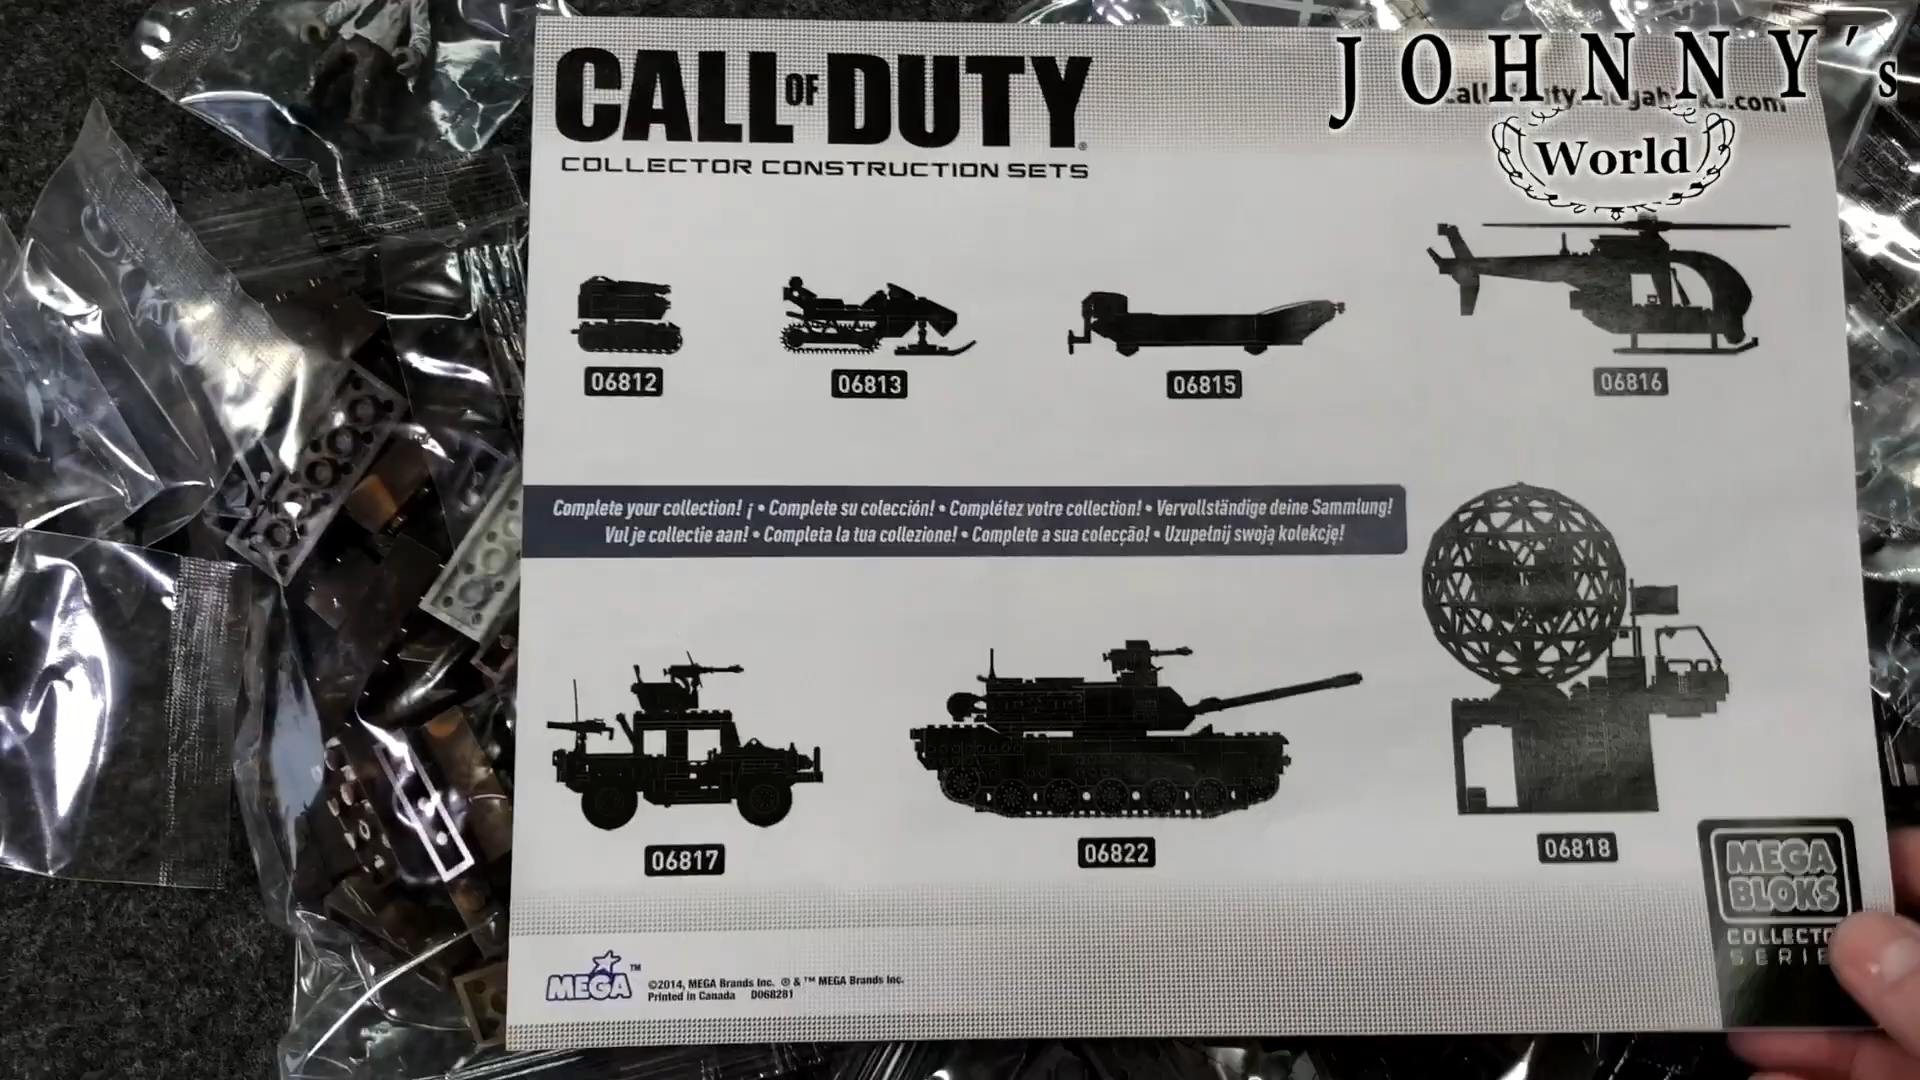 CALL OF DUTY
COLLECTOR CONSTRUCTION SETS
JOHNNY's
World
06812
06813
06815
06816
Complete your collection! ¡ • Complete su colección! • Complétez votre collection! • Vervollständige deine Sammlung!
Vul je collectie aan! • Completa la tua collezione! • Complete a sua colecção! • Uzupełnij swoją kolekcję!
06817
06822
06818
MEGA
BLOKS
SERIE
MEGA™
©2014, MEGA Brands Inc. ® & ™ MEGA Brands Inc.
Printed in Canada D068281